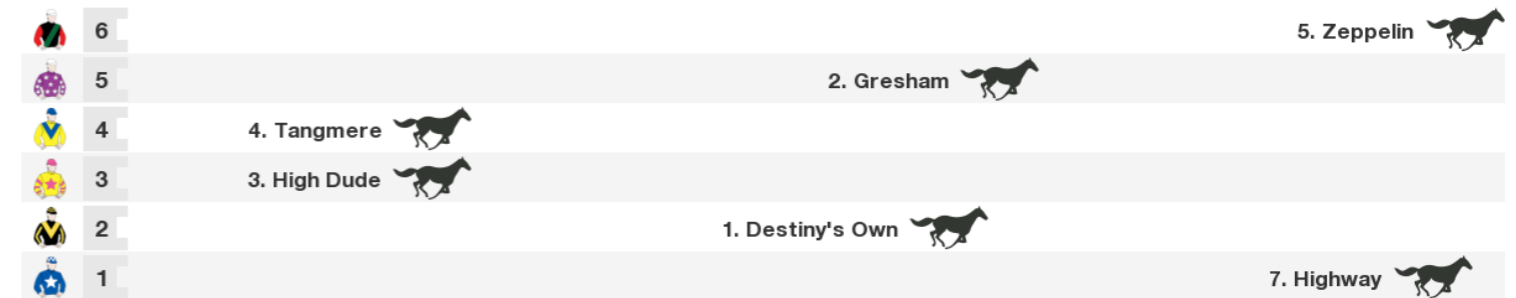 6 5. Zeppelin
5 2. Gresham
4 4. Tangmere
3 3. High Dude
2 1. Destiny's Own
1 7. Highway